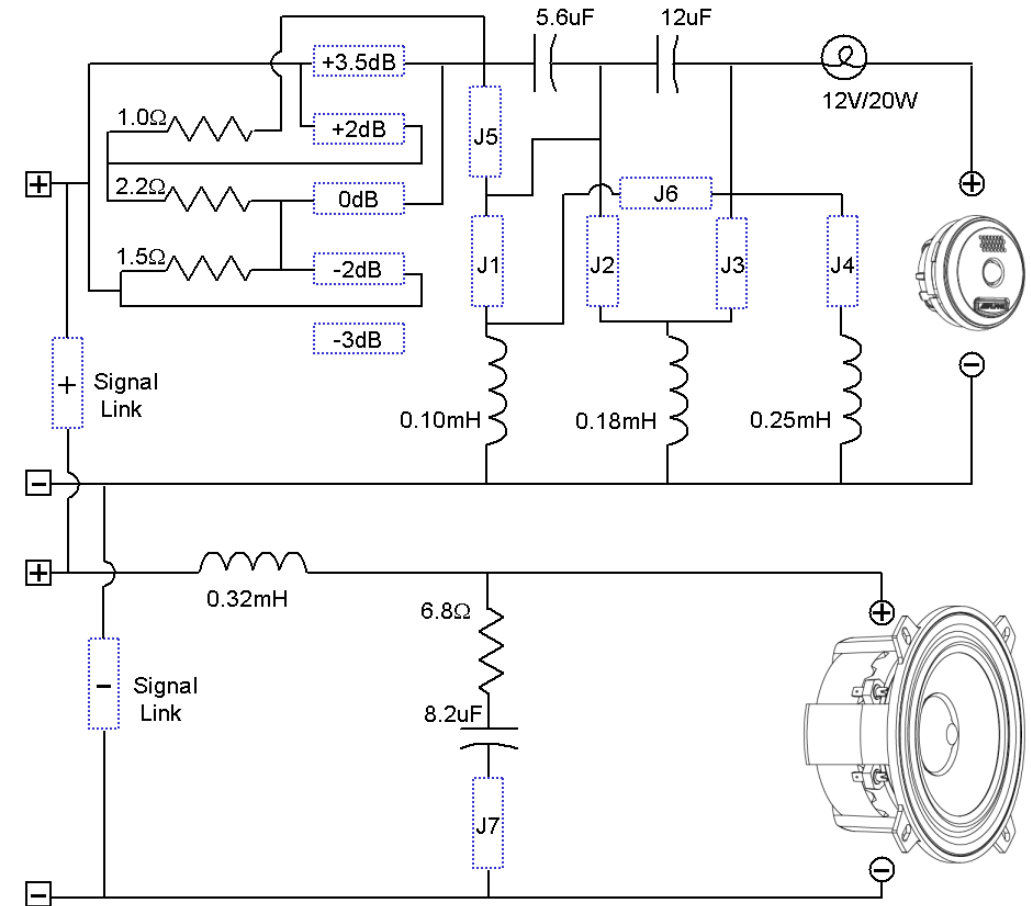 5.6uF
12uF
+3.5dB
12V/20W
1.0Ω
+2dB
J5
+
2.2Ω
0dB
J6
+
1.5Ω
-2dB
J1
J2
J3
J4
-3dB
+
Signal
Link
-
0.10mH
0.18mH
0.25mH
-
+
0.32mH
6.8Ω
+
-
Signal
Link
8.2uF
J7
-
-